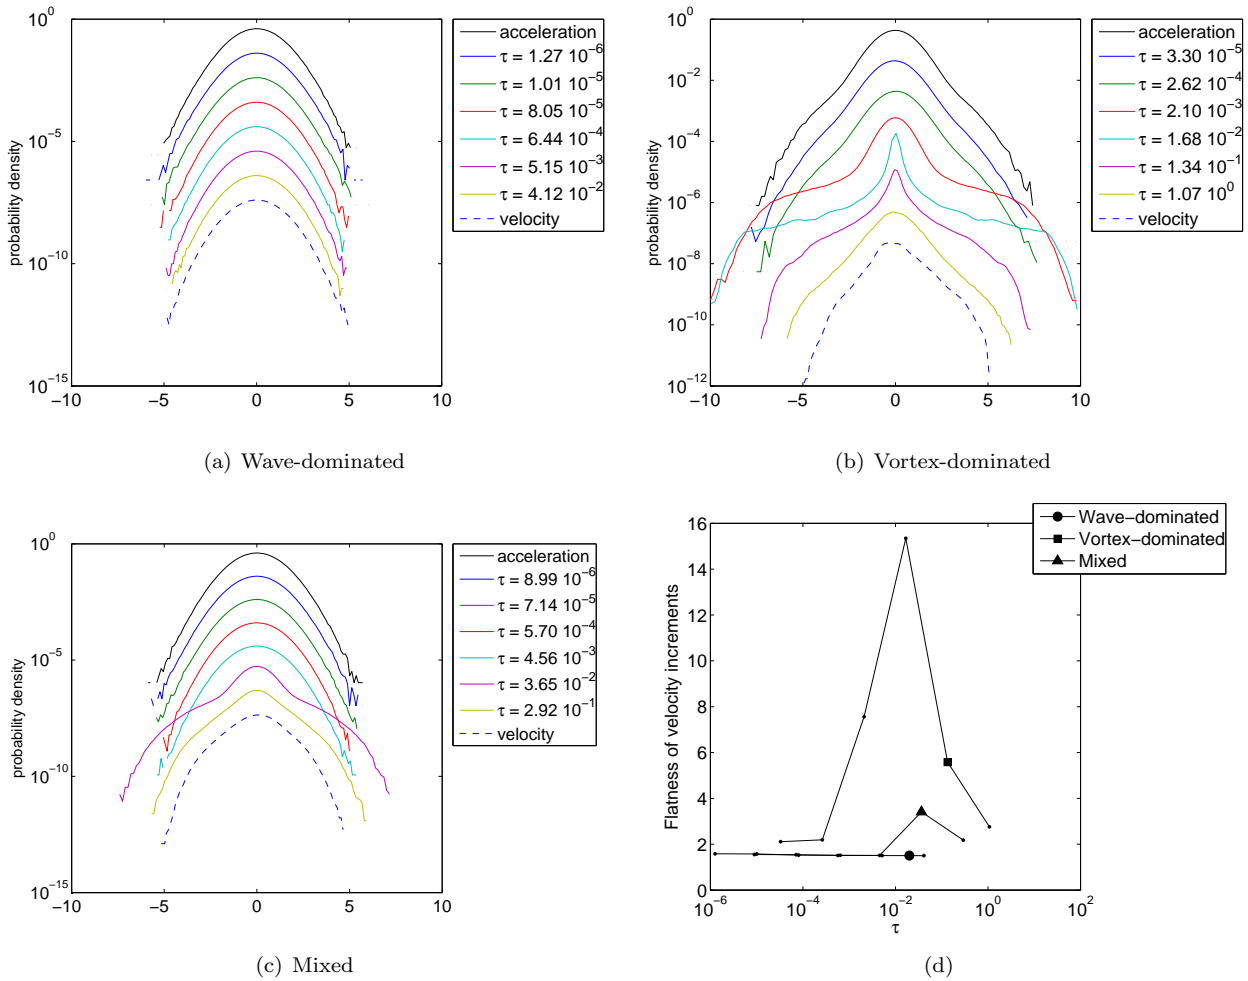 10^0
10^−5
10^−10
10^−15
probability density
−10 −5 0 5 10
acceleration
τ = 1.27 10^−6
τ = 1.01 10^−5
τ = 8.05 10^−5
τ = 6.44 10^−4
τ = 5.15 10^−3
τ = 4.12 10^−2
velocity
(a) Wave-dominated
10^0
10^−2
10^−4
10^−6
10^−8
10^−10
10^−12
probability density
−10 −5 0 5 10
acceleration
τ = 3.30 10^−5
τ = 2.62 10^−4
τ = 2.10 10^−3
τ = 1.68 10^−2
τ = 1.34 10^−1
τ = 1.07 10^0
velocity
(b) Vortex-dominated
10^0
10^−5
10^−10
10^−15
probability density
−10 −5 0 5 10
acceleration
τ = 8.99 10^−6
τ = 7.14 10^−5
τ = 5.70 10^−4
τ = 4.56 10^−3
τ = 3.65 10^−2
τ = 2.92 10^−1
velocity
(c) Mixed
16
14
12
10
8
6
4
2
0
Flatness of velocity increments
10^−6 10^−4 10^−2 10^0 10^2
τ
Wave−dominated
Vortex−dominated
Mixed
(d)